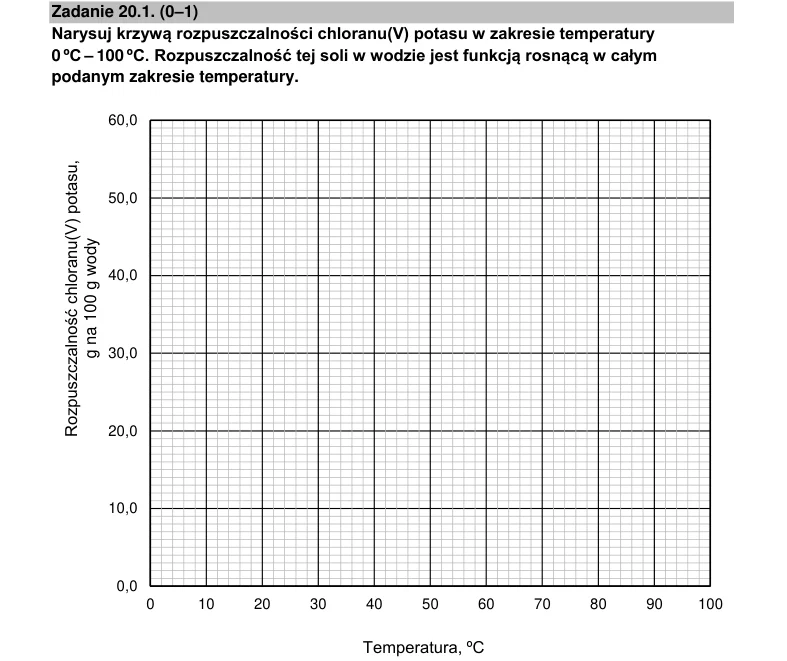 Zadanie 20.1. (0–1)
Narysuj krzywą rozpuszczalności chloranu(V) potasu w zakresie temperatury
0 ºC – 100 ºC. Rozpuszczalność tej soli w wodzie jest funkcją rosnącą w całym
podanym zakresie temperatury.
Rozpuszczalność chloranu(V) potasu,
g na 100 g wody
60,0
50,0
40,0
30,0
20,0
10,0
0,0
0 10 20 30 40 50 60 70 80 90 100
Temperatura, ºC